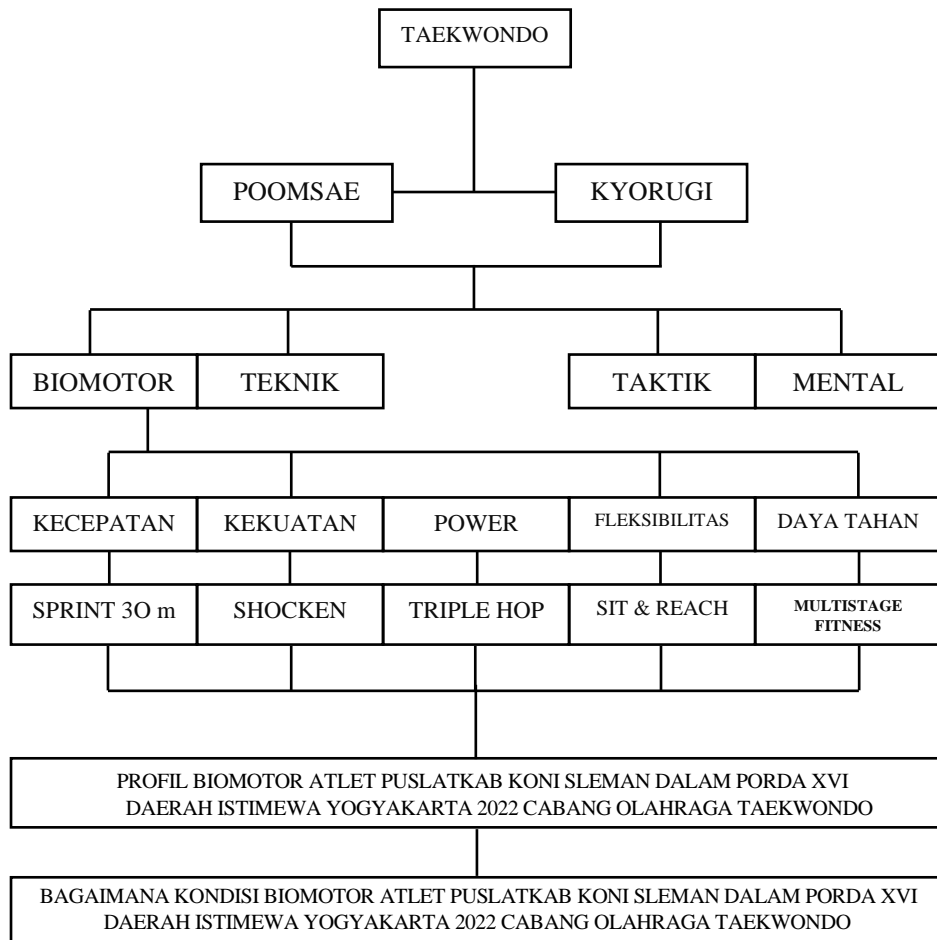 TAEKWONDO
POOMSAE
KYORUGI
BIOMOTOR
TEKNIK
TAKTIK
MENTAL
KECEPATAN
KEKUATAN
POWER
FLEKSIBILITAS
DAYA TAHAN
SPRINT 3O m
SHOCKEN
TRIPLE HOP
SIT & REACH
MULTISTAGE
FITNESS
PROFIL BIOMOTOR ATLET PUSLATKAB KONI SLEMAN DALAM PORDA XVI
DAERAH ISTIMEWA YOGYAKARTA 2022 CABANG OLAHRAGA TAEKWONDO
BAGAIMANA KONDISI BIOMOTOR ATLET PUSLATKAB KONI SLEMAN DALAM PORDA XVI
DAERAH ISTIMEWA YOGYAKARTA 2022 CABANG OLAHRAGA TAEKWONDO